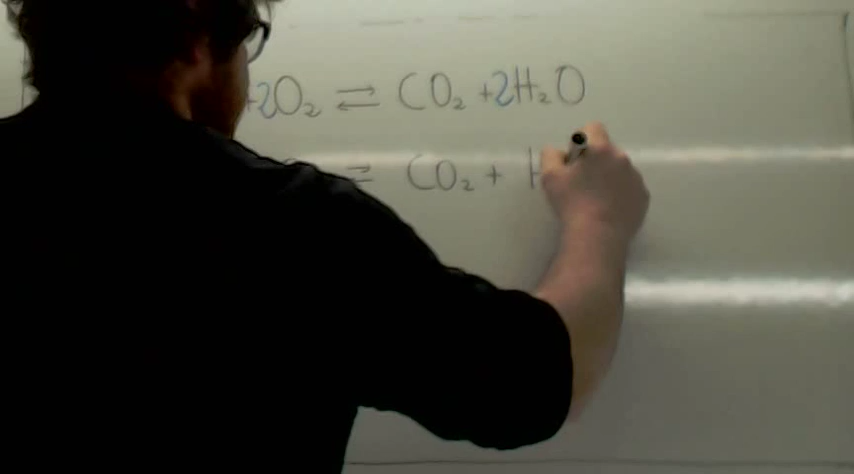 +2O₂ ⇌ CO₂ +2H₂O
⇌ CO₂ + H